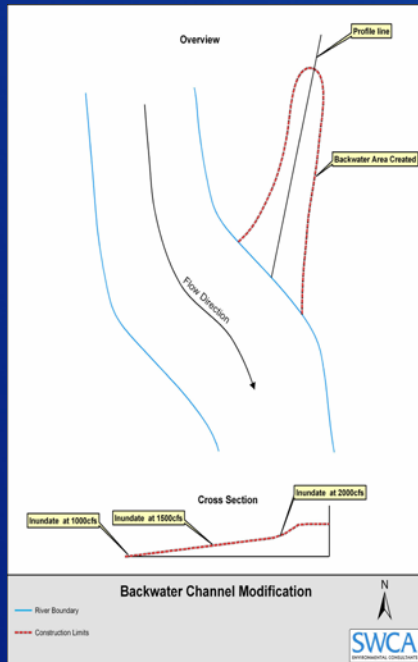 Overview
Profile line
Backwater Area Created
Flow Direction
Cross Section
Inundate at 2000cfs
Inundate at 1500cfs
Inundate at 1000cfs
Backwater Channel Modification
N
River Boundary
Construction Limits
SWCA
ENVIRONMENTAL CONSULTANTS